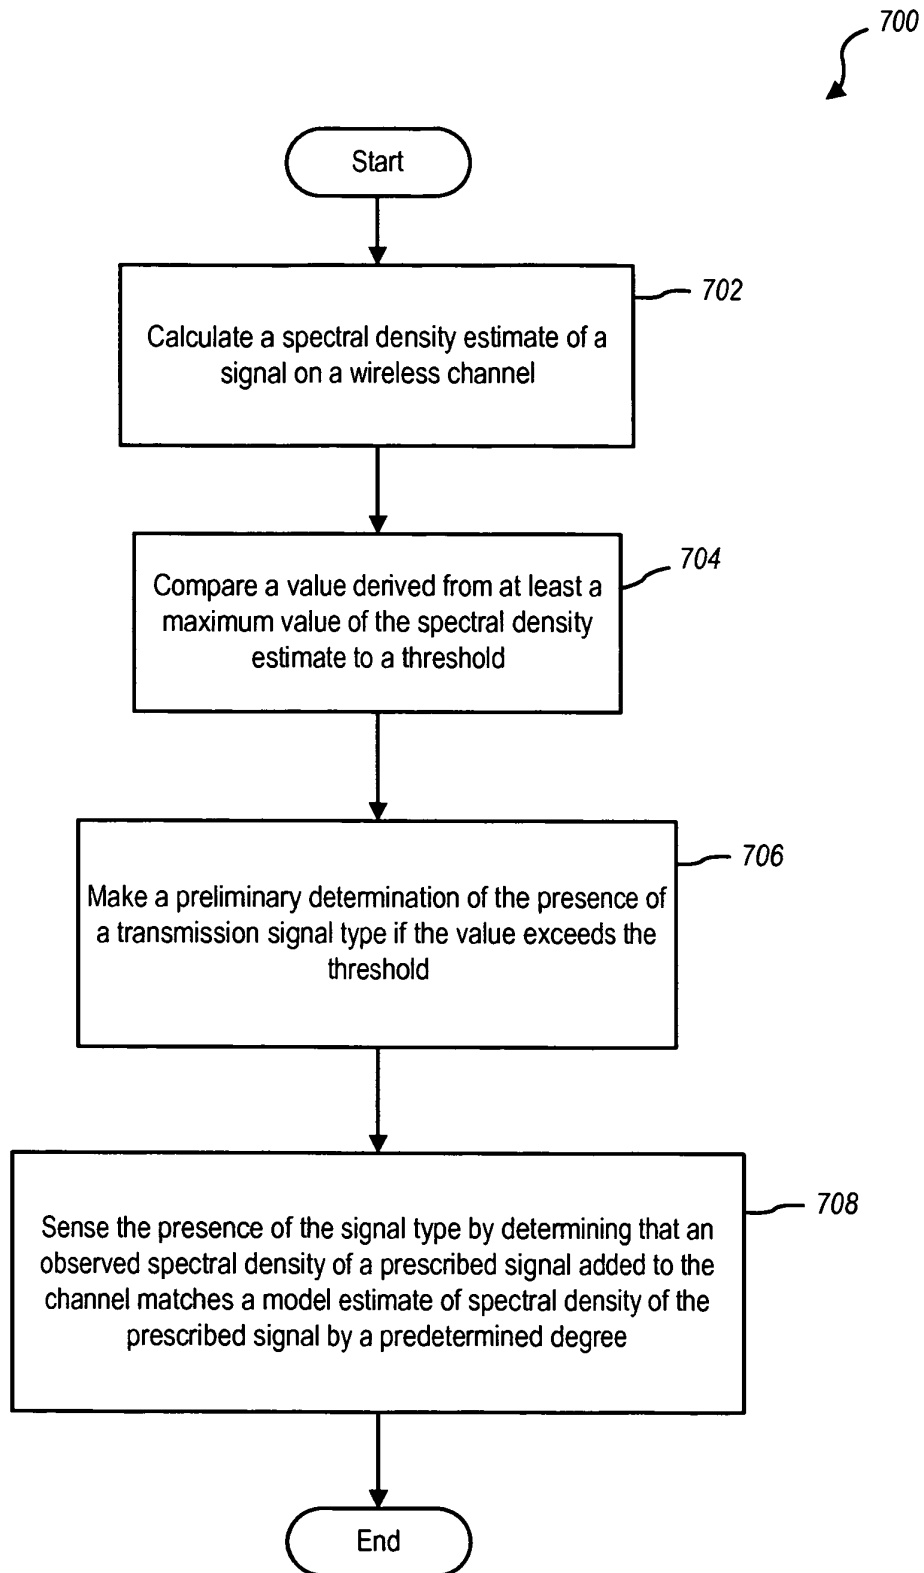 700
Start
702
Calculate a spectral density estimate of a
signal on a wireless channel
704
Compare a value derived from at least a
maximum value of the spectral density
estimate to a threshold
706
Make a preliminary determination of the presence of
a transmission signal type if the value exceeds the
threshold
708
Sense the presence of the signal type by determining that an
observed spectral density of a prescribed signal added to the
channel matches a model estimate of spectral density of the
prescribed signal by a predetermined degree
End